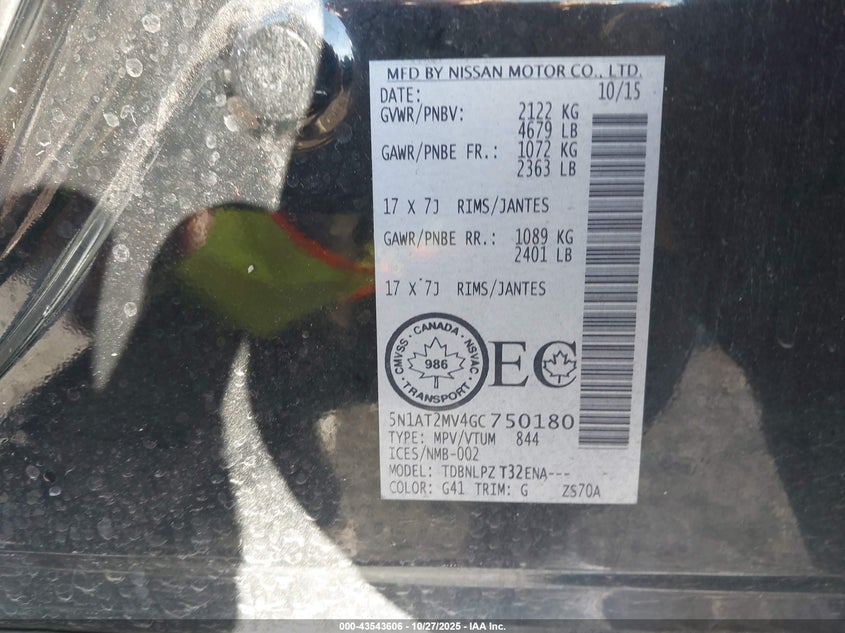 MFD BY NISSAN MOTOR CO., LTD.
DATE: 10/15
GVWR/PNBV: 2122 KG
4679 LB
GAWR/PNBE FR.: 1072 KG
2363 LB
17 X 7J RIMS/JANTES
GAWR/PNBE RR.: 1089 KG
2401 LB
17 X 7J RIMS/JANTES
CANADA · NSVAC · TRANSPORT · CMVSS
986
EC
5N1AT2MV4GC750180
TYPE: MPV/VTUM 844
ICES/NMB-002
MODEL: TDBNLPZ T32ENA--- -
COLOR: G41 TRIM: G ZS70A
000-43543606 - 10/27/2025 - IAA Inc.